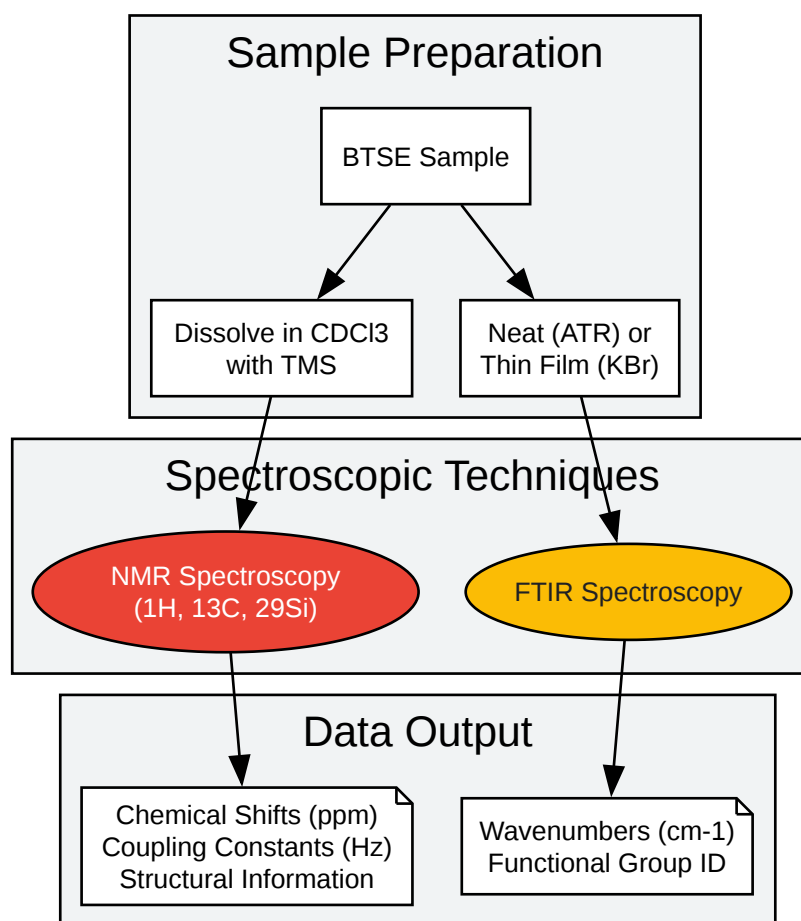 Sample Preparation
BTSE Sample
Dissolve in CDCl3
with TMS
Neat (ATR) or
Thin Film (KBr)
Spectroscopic Techniques
NMR Spectroscopy
(1H, 13C, 29Si)
FTIR Spectroscopy
Data Output
Chemical Shifts (ppm)
Coupling Constants (Hz)
Structural Information
Wavenumbers (cm-1)
Functional Group ID